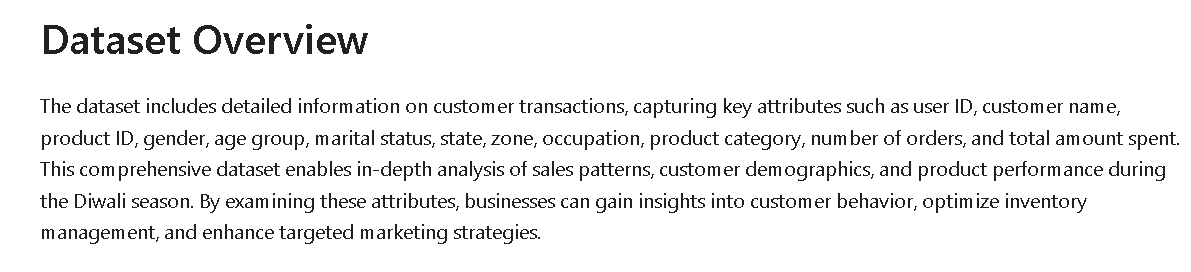 Dataset Overview
The dataset includes detailed information on customer transactions, capturing key attributes such as user ID, customer name,
product ID, gender, age group, marital status, state, zone, occupation, product category, number of orders, and total amount spent.
This comprehensive dataset enables in-depth analysis of sales patterns, customer demographics, and product performance during
the Diwali season. By examining these attributes, businesses can gain insights into customer behavior, optimize inventory
management, and enhance targeted marketing strategies.